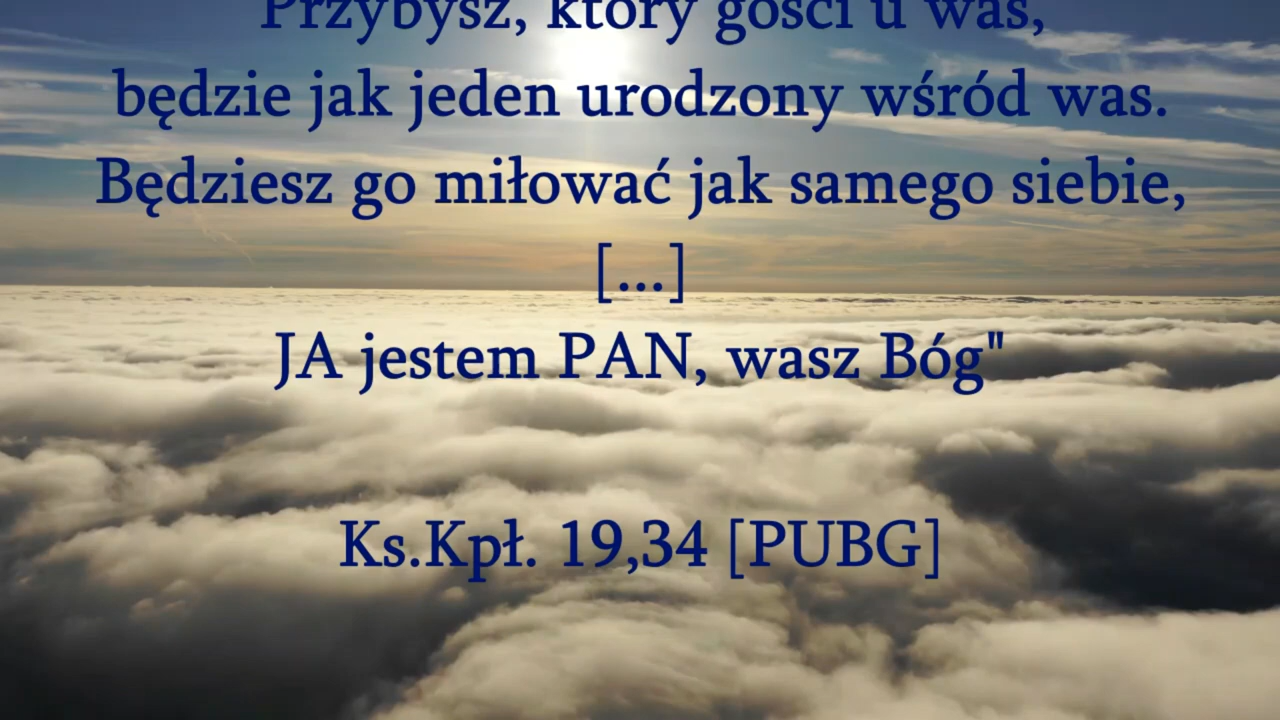 Przybysz, który gości u was,
będzie jak jeden urodzony wśród was.
Będziesz go miłować jak samego siebie,
[...]
JA jestem PAN, wasz Bóg"
Ks.Kpł. 19,34 [PUBG]